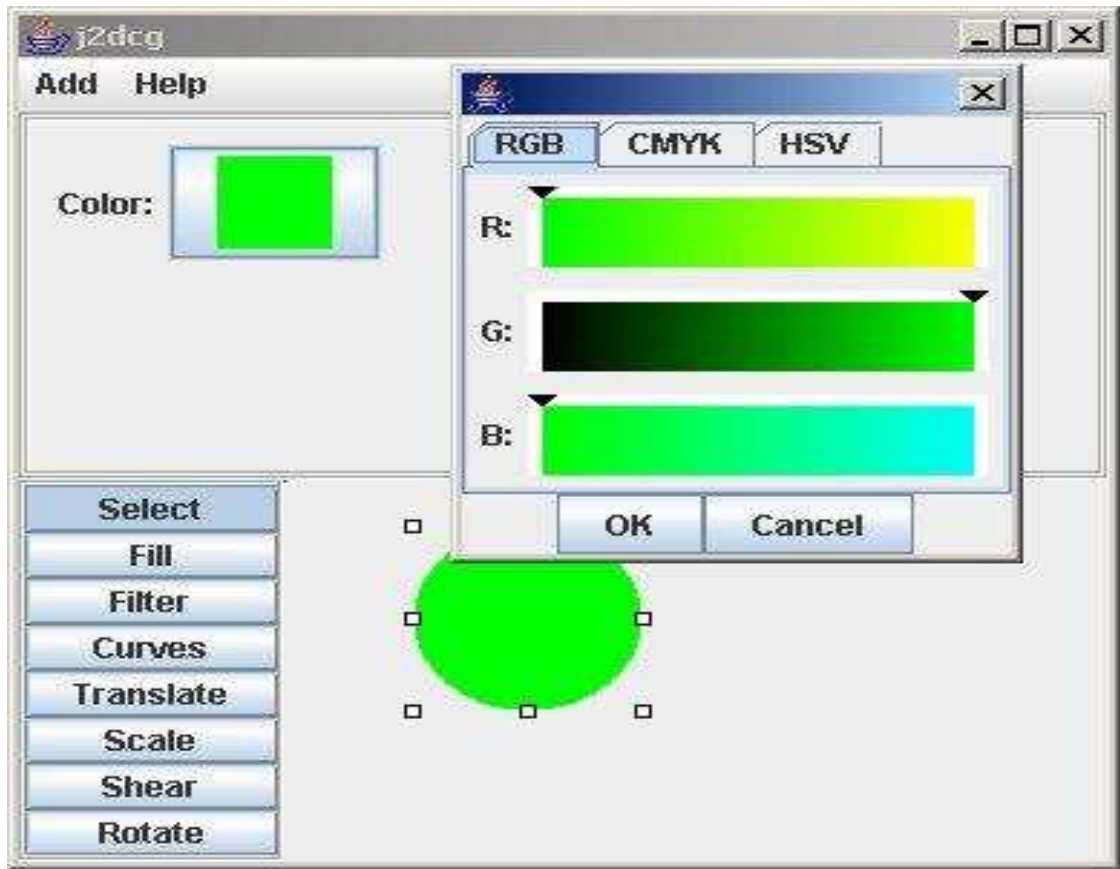 j2dcg
Add Help
RGB CMYK HSV
Color:
R:
G:
B:
OK Cancel
Select
Fill
Filter
Curves
Translate
Scale
Shear
Rotate